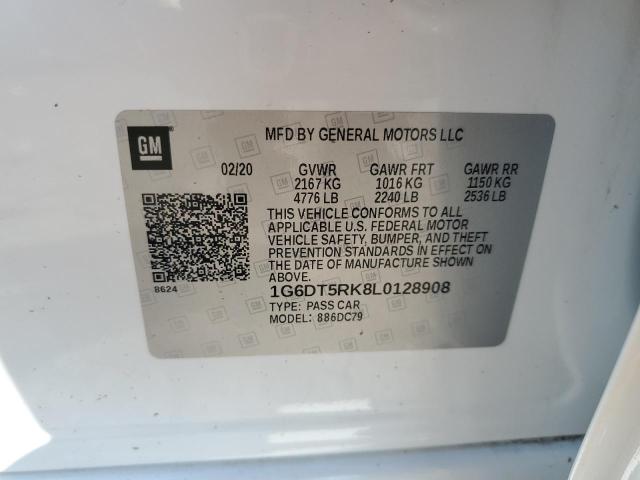 GM
MFD BY GENERAL MOTORS LLC
02/20 GVWR GAWR FRT GAWR RR
2167 KG 1016 KG 1150 KG
4776 LB 2240 LB 2536 LB
THIS VEHICLE CONFORMS TO ALL
APPLICABLE U.S. FEDERAL MOTOR
VEHICLE SAFETY, BUMPER, AND THEFT
PREVENTION STANDARDS IN EFFECT ON
THE DATE OF MANUFACTURE SHOWN
ABOVE.
8624
1G6DT5RK8L0128908
TYPE: PASS CAR
MODEL: 886DC79